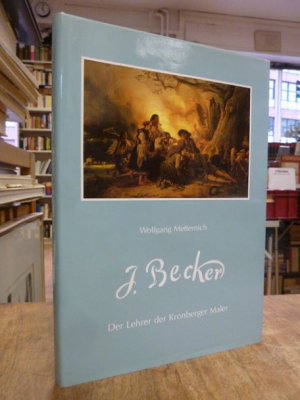 Wolfgang Metternich
J. Becker
Der Lehrer der Kronberger Maler